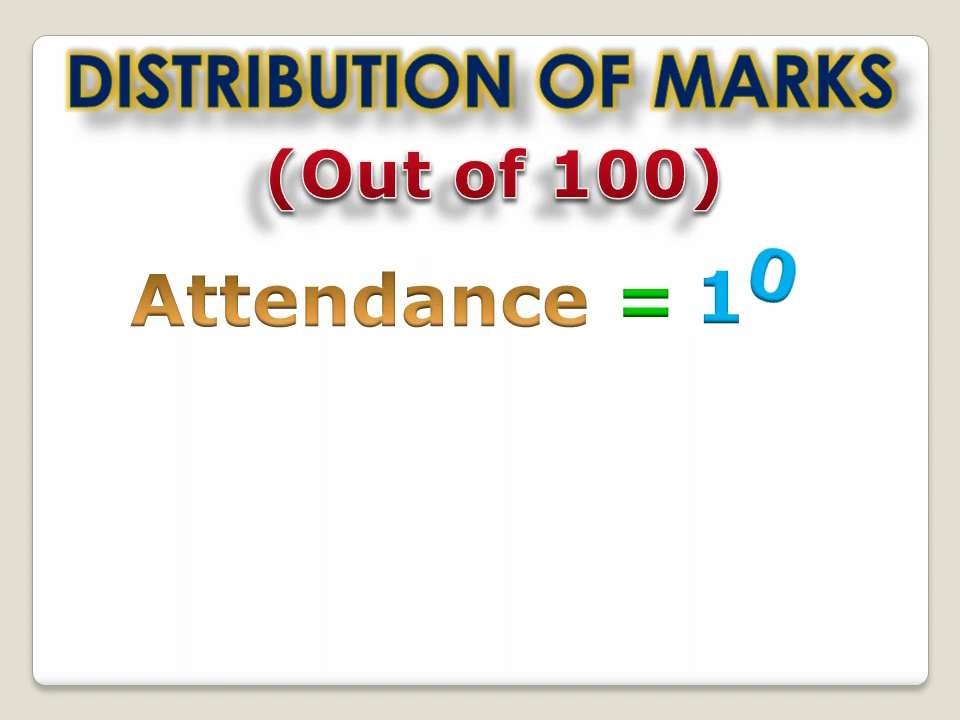 DISTRIBUTION OF MARKS
(Out of 100)
Attendance = 10